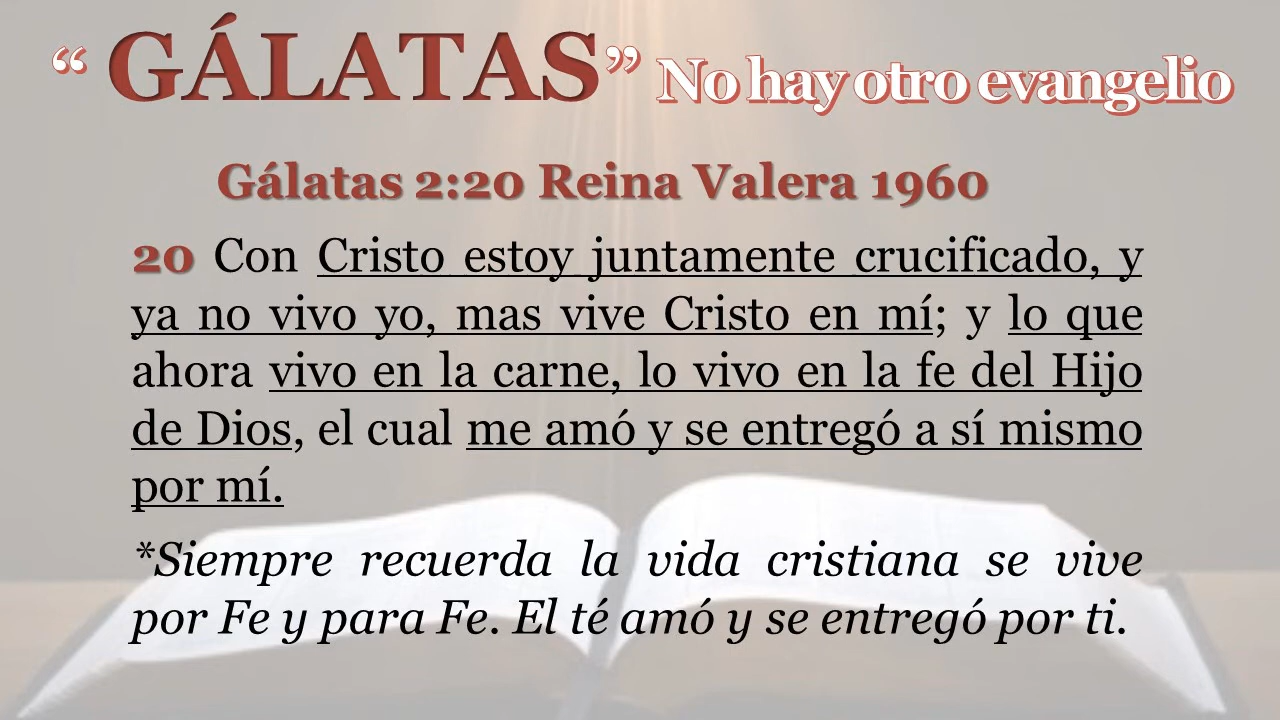 “ GÁLATAS” No hay otro evangelio
Gálatas 2:20 Reina Valera 1960
20 Con Cristo estoy juntamente crucificado, y
ya no vivo yo, mas vive Cristo en mí; y lo que
ahora vivo en la carne, lo vivo en la fe del Hijo
de Dios, el cual me amó y se entregó a sí mismo
por mí.
*Siempre recuerda la vida cristiana se vive
por Fe y para Fe. El té amó y se entregó por ti.